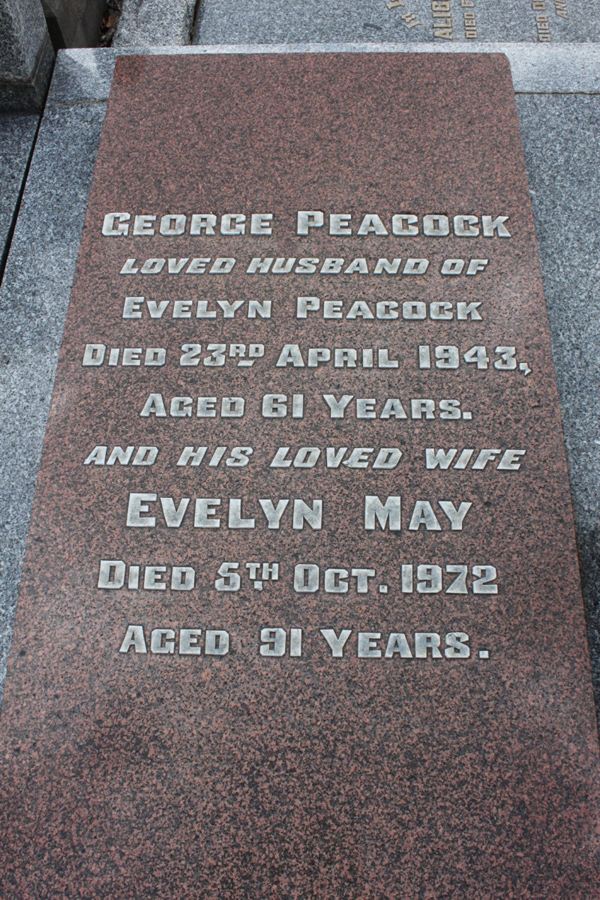 GEORGE PEACOCK
LOVED HUSBAND OF
EVELYN PEACOCK
DIED 23RD APRIL 1943,
AGED 61 YEARS.
AND HIS LOVED WIFE
EVELYN MAY
DIED 5TH OCT. 1972
AGED 91 YEARS.